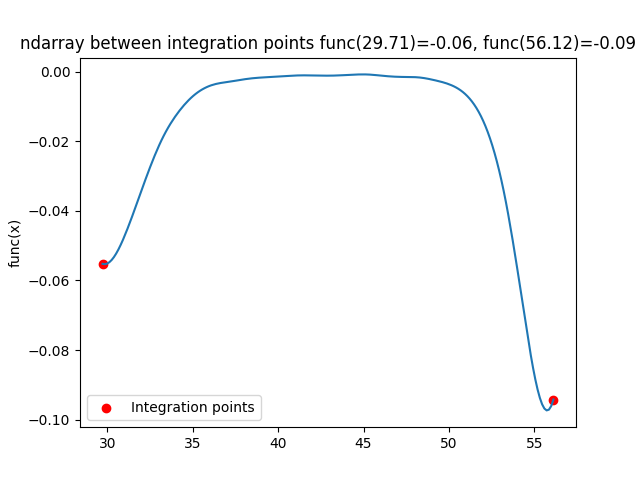 ndarray between integration points func(29.71)=-0.06, func(56.12)=-0.09
0.00
−0.02
−0.04
−0.06
−0.08
−0.10
func(x)
Integration points
30 35 40 45 50 55